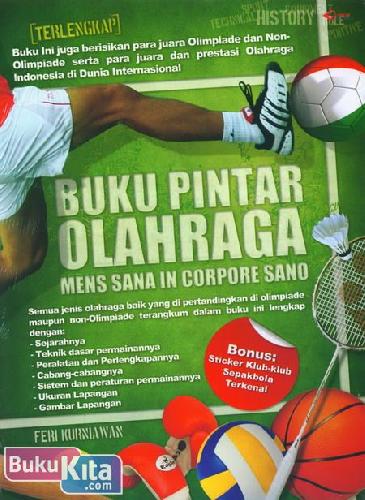 HISTORY
[TERLENGKAP]
Buku Ini juga berisikan para juara Olimpiade dan Non-
Olimpiade serta para juara dan prestasi Olahraga
Indonesia di Dunia Internasional
BUKU PINTAR
OLAHRAGA
MENS SANA IN CORPORE SANO
Semua jenis olahraga baik yang di pertandingkan di olimpiade
maupun non-Olimpiade terangkum dalam buku ini lengkap
dengan:
- Sejarahnya
- Teknik dasar permainannya
- Peralatan dan Perlengkapannya
- Cabang-cabangnya
- Sistem dan peraturan permainannya
- Ukuran Lapangan
- Gambar Lapangan
Bonus:
Sticker Klub-klub
Sepakbola
Terkenal
FERI KURNIAWAN
BukuKita.com